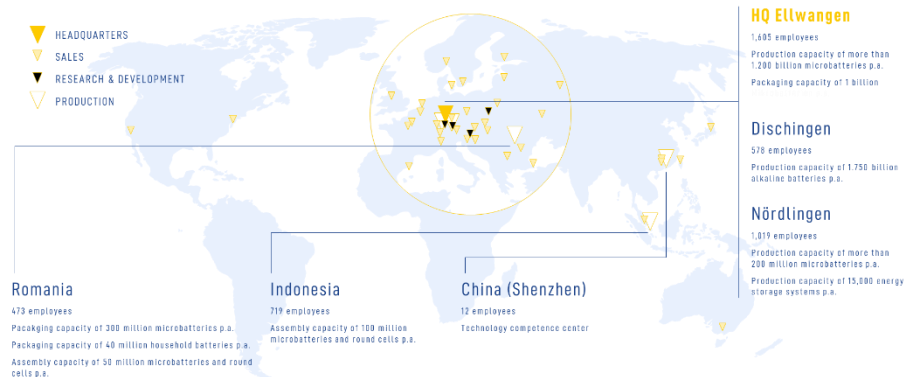 HEADQUARTERS
SALES
RESEARCH & DEVELOPMENT
PRODUCTION
HQ Ellwangen
1,605 employees
Production capacity of more than
1.200 billion microbatteries p.a.
Packaging capacity of 1 billion
Dischingen
578 employees
Production capacity of 1.750 billion
alkaline batteries p.a.
Nördlingen
1,019 employees
Production capacity of more than
200 million microbatteries p.a.
Production capacity of 15,000 energy
storage systems p.a.
Romania
473 employees
Pacakging capacity of 300 million microbatteries p.a.
Packaging capacity of 40 million household batteries p.a.
Assembly capacity of 50 million microbatteries and round
cells p.a.
Indonesia
719 employees
Assembly capacity of 100 million
microbatteries and round cells p.a.
China (Shenzhen)
12 employees
Technology competence center